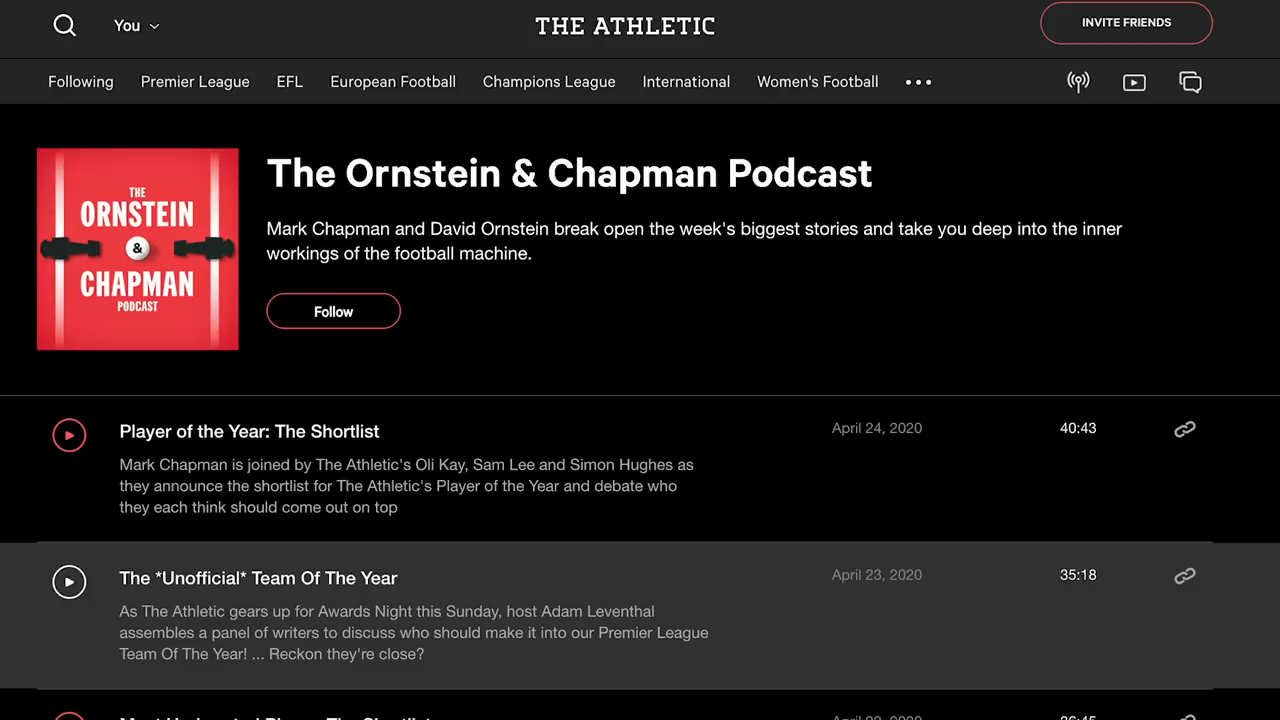 You
THE ATHLETIC
INVITE FRIENDS
Following Premier League EFL European Football Champions League International Women's Football
THE
ORNSTEIN
&
CHAPMAN
PODCAST
The Ornstein & Chapman Podcast
Mark Chapman and David Ornstein break open the week's biggest stories and take you deep into the inner
workings of the football machine.
Follow
Player of the Year: The Shortlist April 24, 2020 40:43
Mark Chapman is joined by The Athletic's Oli Kay, Sam Lee and Simon Hughes as
they announce the shortlist for The Athletic's Player of the Year and debate who
they each think should come out on top
The *Unofficial* Team Of The Year April 23, 2020 35:18
As The Athletic gears up for Awards Night this Sunday, host Adam Leventhal
assembles a panel of writers to discuss who should make it into our Premier League
Team Of The Year! ... Reckon they're close?